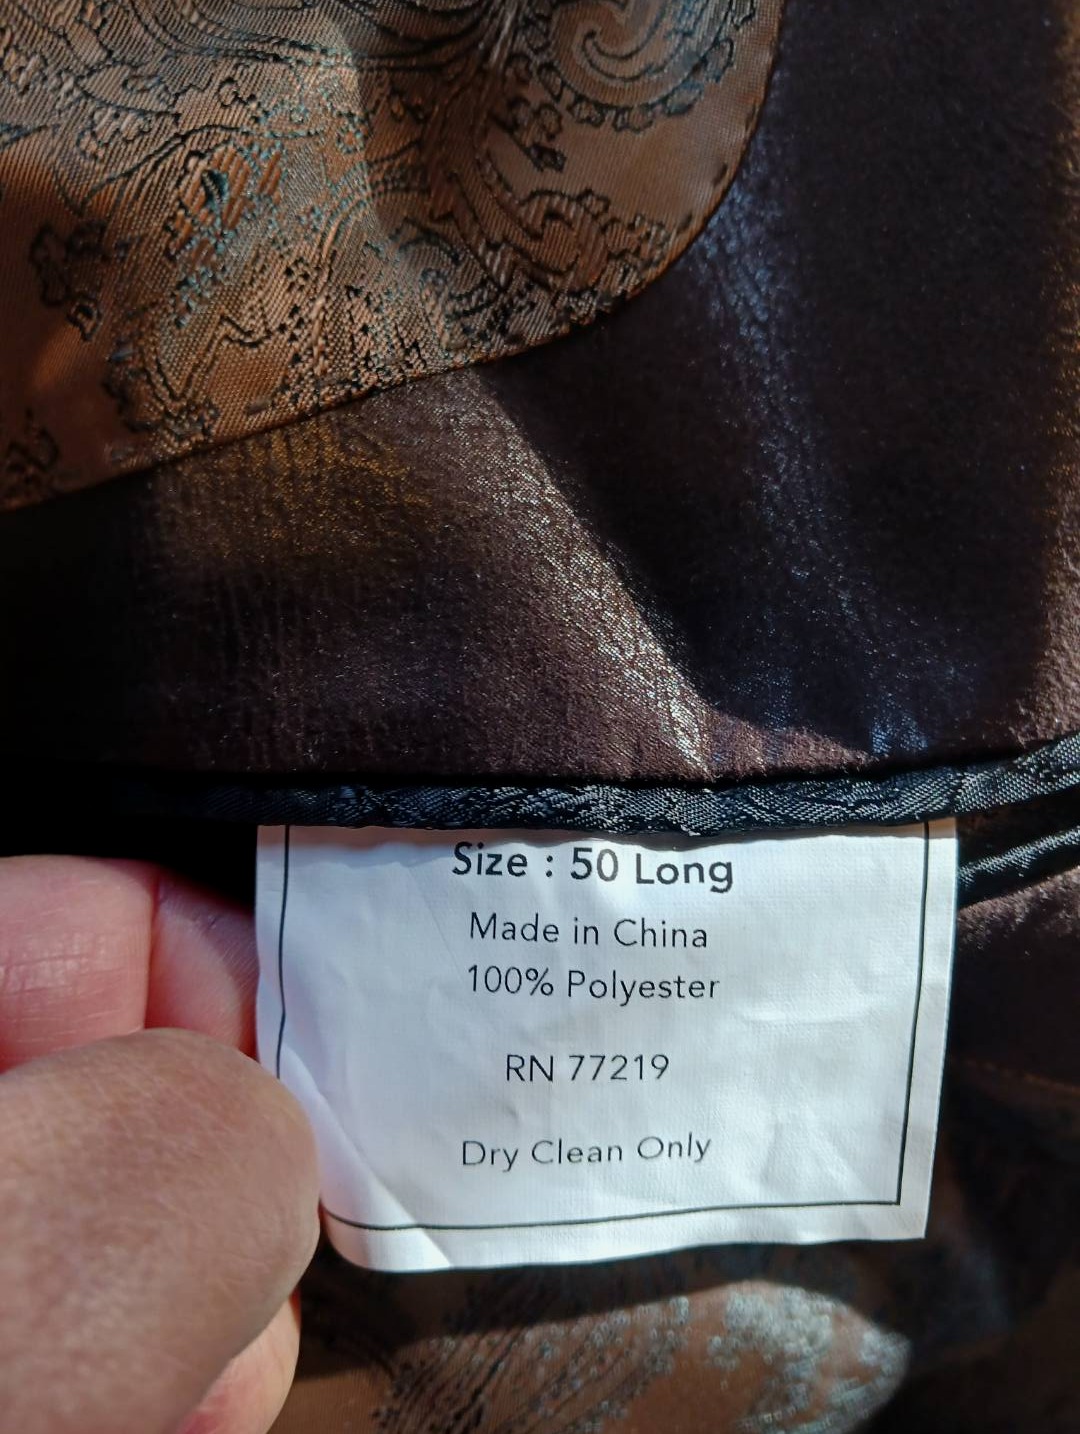 Size : 50 Long
Made in China
100% Polyester
RN 77219
Dry Clean Only